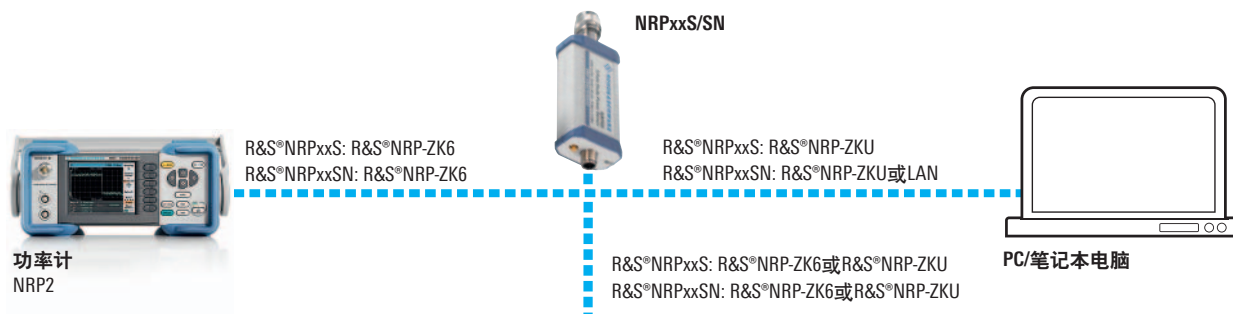 NRPxxS/SN
R&S®NRPxxS: R&S®NRP-ZK6
R&S®NRPxxSN: R&S®NRP-ZK6
R&S®NRPxxS: R&S®NRP-ZKU
R&S®NRPxxSN: R&S®NRP-ZKU或LAN
功率计
NRP2
R&S®NRPxxS: R&S®NRP-ZK6或R&S®NRP-ZKU
R&S®NRPxxSN: R&S®NRP-ZK6或R&S®NRP-ZKU
PC/笔记本电脑